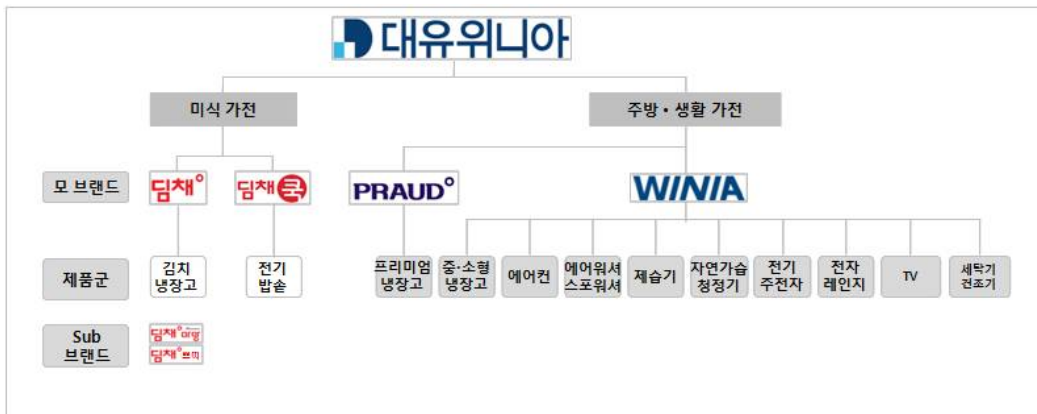 대유위니아
미식 가전
주방·생활 가전
모 브랜드
딤채°
딤채쿡
PRAUD°
WINIA
제품군
김치
냉장고
전기
밥솥
프리미엄
냉장고
중·소형
냉장고
에어컨
에어워셔
스포워셔
제습기
자연가습
청정기
전기
주전자
전자
레인지
TV
세탁기
건조기
Sub
브랜드
딤채°마망
딤채°쁘띠